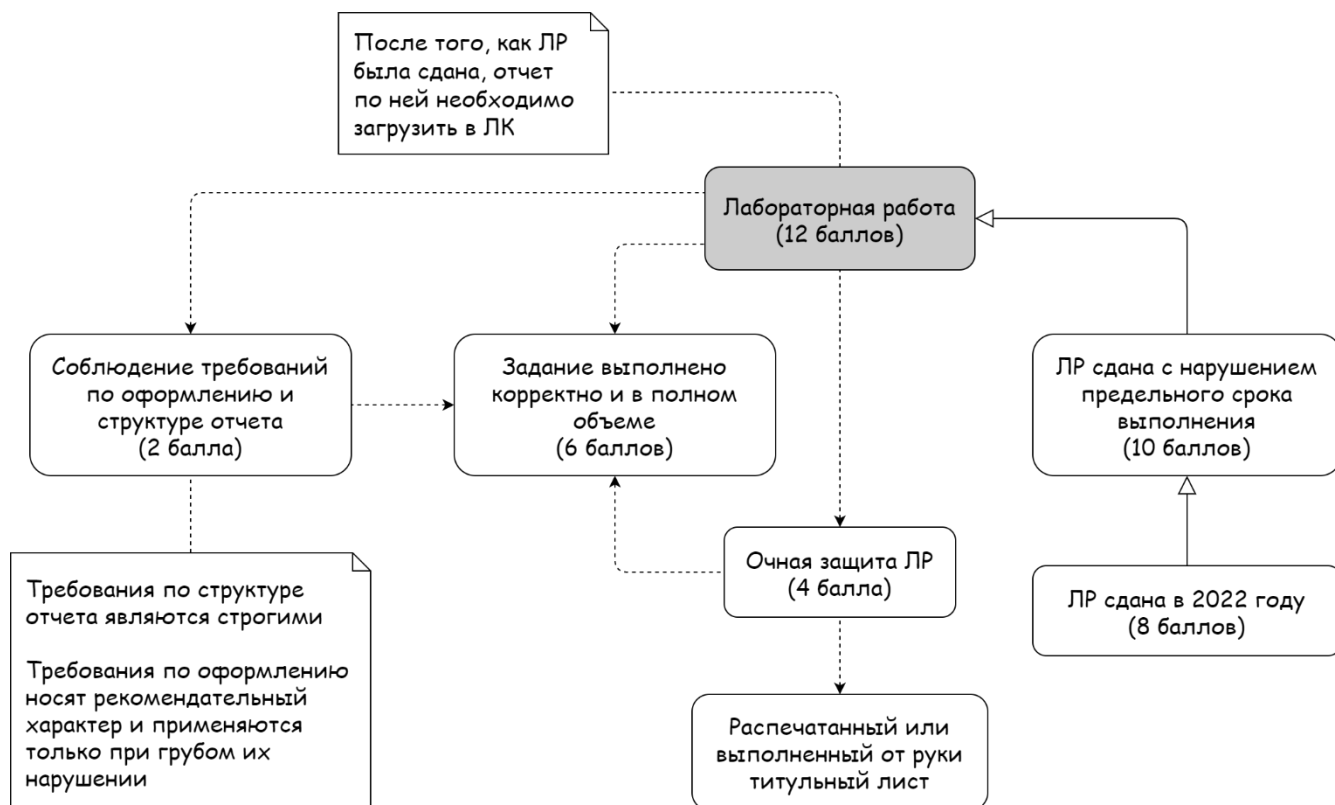 После того, как ЛР
была сдана, отчет
по ней необходимо
загрузить в ЛК
Лабораторная работа
(12 баллов)
Соблюдение требований
по оформлению и
структуре отчета
(2 балла)
Задание выполнено
корректно и в полном
объеме
(6 баллов)
ЛР сдана с нарушением
предельного срока
выполнения
(10 баллов)
Требования по структуре
отчета являются строгими
Требования по оформлению
носят рекомендательный
характер и применяются
только при грубом их
нарушении
Очная защита ЛР
(4 балла)
ЛР сдана в 2022 году
(8 баллов)
Распечатанный или
выполненный от руки
титульный лист